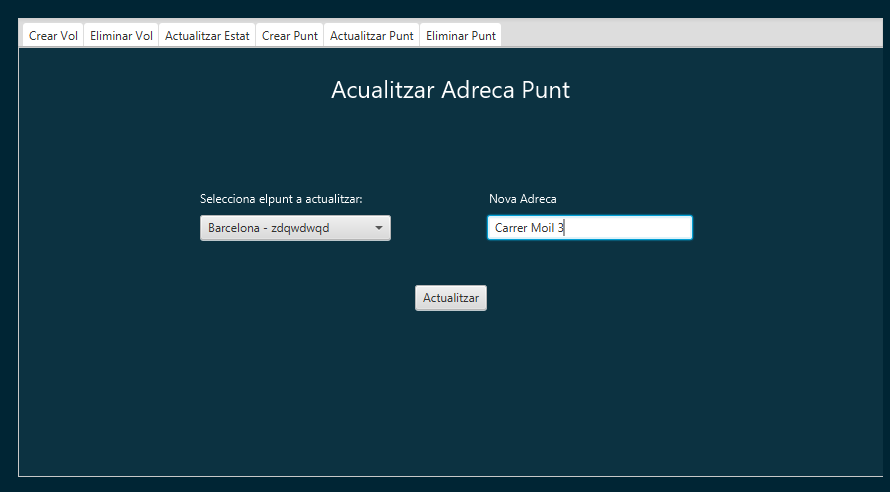 Crear Vol Eliminar Vol Actualitzar Estat Crear Punt Actualitzar Punt Eliminar Punt
Acualitzar Adreca Punt
Selecciona elpunt a actualitzar: Nova Adreca
Barcelona - zdqwdwqd Carrer Moil 3
Actualitzar